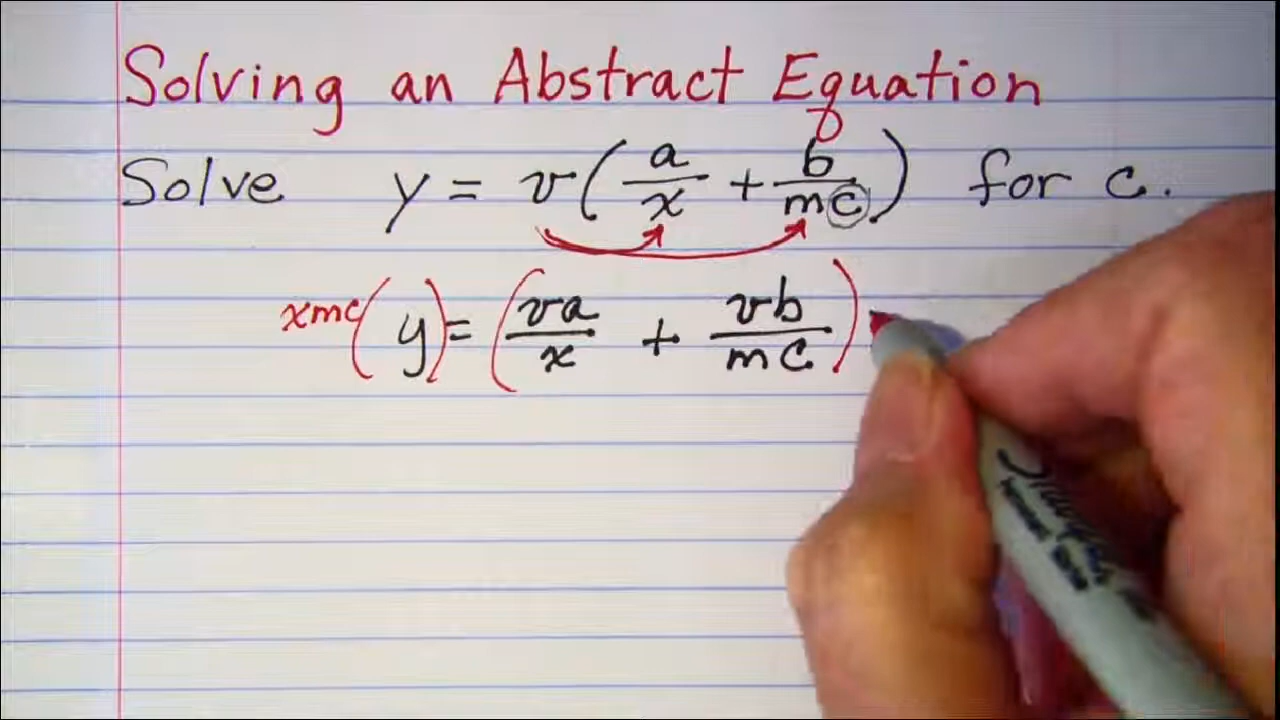 Solving an Abstract Equation
Solve y = v(a/x + b/mc) for c.
xmc(y) = (va/x + vb/mc)